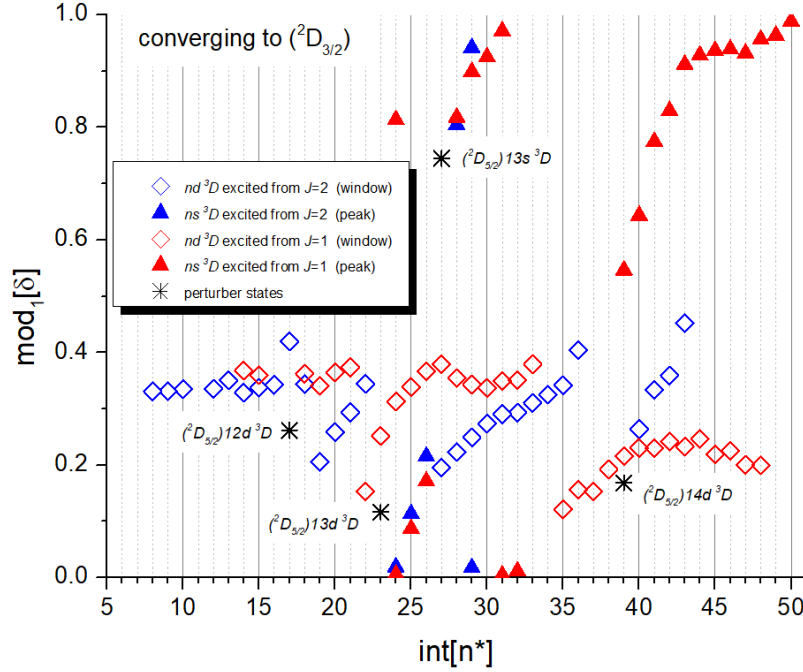 1.0
converging to (²D₃/₂)
0.8
(²D₅/₂)13s ³D
nd ³D excited from J=2 (window)
ns ³D excited from J=2 (peak)
nd ³D excited from J=1 (window)
ns ³D excited from J=1 (peak)
perturber states
0.6
mod₁[δ]
0.4
(²D₅/₂)12d ³D
0.2
(²D₅/₂)14d ³D
(²D₅/₂)13d ³D
0.0
5 10 15 20 25 30 35 40 45 50
int[n*]